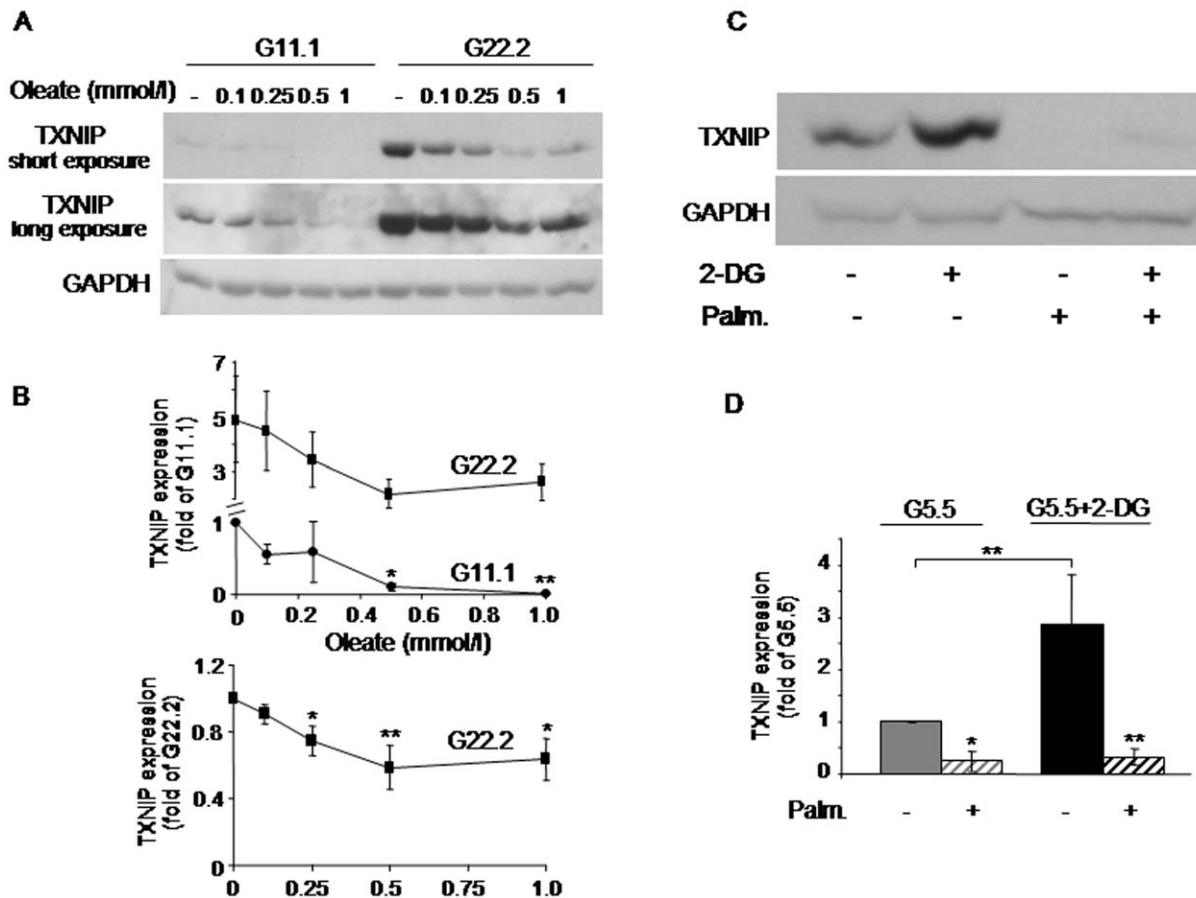 A
G11.1 G22.2
Oleate (mmol/l) - 0.1 0.25 0.5 1 - 0.1 0.25 0.5 1
TXNIP
short exposure
TXNIP
long exposure
GAPDH
B
TXNIP expression
(fold of G11.1)
7
5
3
1
0
G22.2
G11.1
*
**
0 0.2 0.4 0.6 0.8 1.0
Oleate (mmol/l)
TXNIP expression
(fold of G22.2)
1.2
0.8
0.4
0
*
**
*
G22.2
0 0.25 0.5 0.75 1.0
C
TXNIP
GAPDH
2-DG - + - +
Palm. - - + +
D
G5.5 G5.5+2-DG
**
TXNIP expression
(fold of G5.5)
4
3
2
1
0
*
**
Palm. - + - +